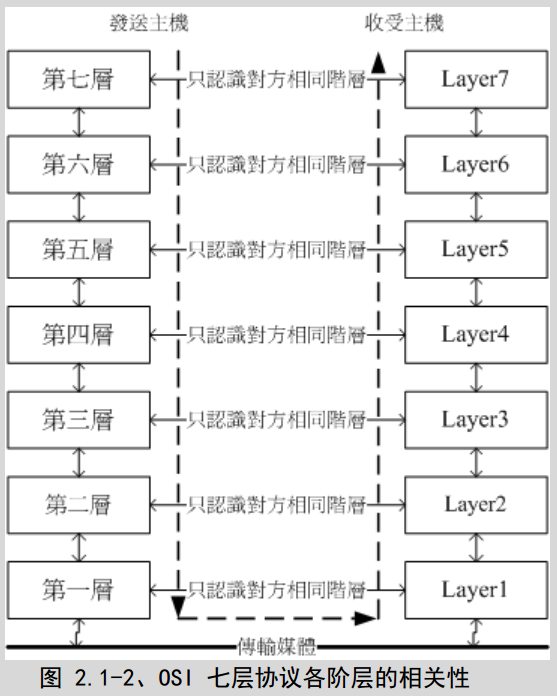 發送主機 收受主機
第七層 只認識對方相同階層 Layer7
第六層 只認識對方相同階層 Layer6
第五層 只認識對方相同階層 Layer5
第四層 只認識對方相同階層 Layer4
第三層 只認識對方相同階層 Layer3
第二層 只認識對方相同階層 Layer2
第一層 只認識對方相同階層 Layer1
傳輸媒體
图 2.1-2、OSI 七层协议各阶层的相关性